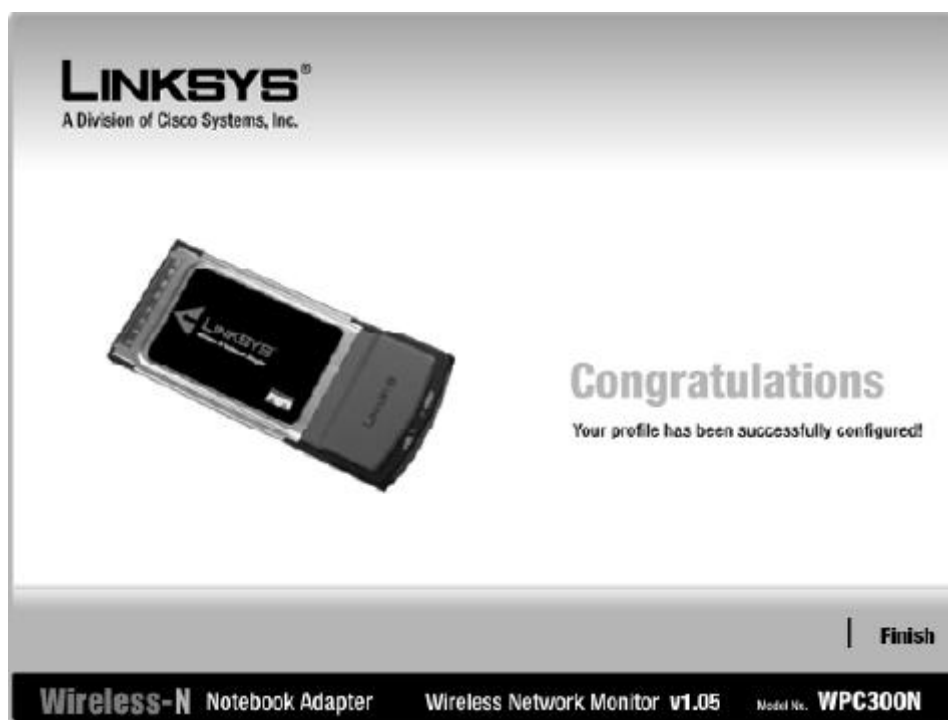 LINKSYS®
A Division of Cisco Systems, Inc.
LINKSYS
Linksys
Congratulations
Your profile has been successfully configured!
Finish
Wireless-N Notebook Adapter Wireless Network Monitor v1.05 Model No. WPC300N